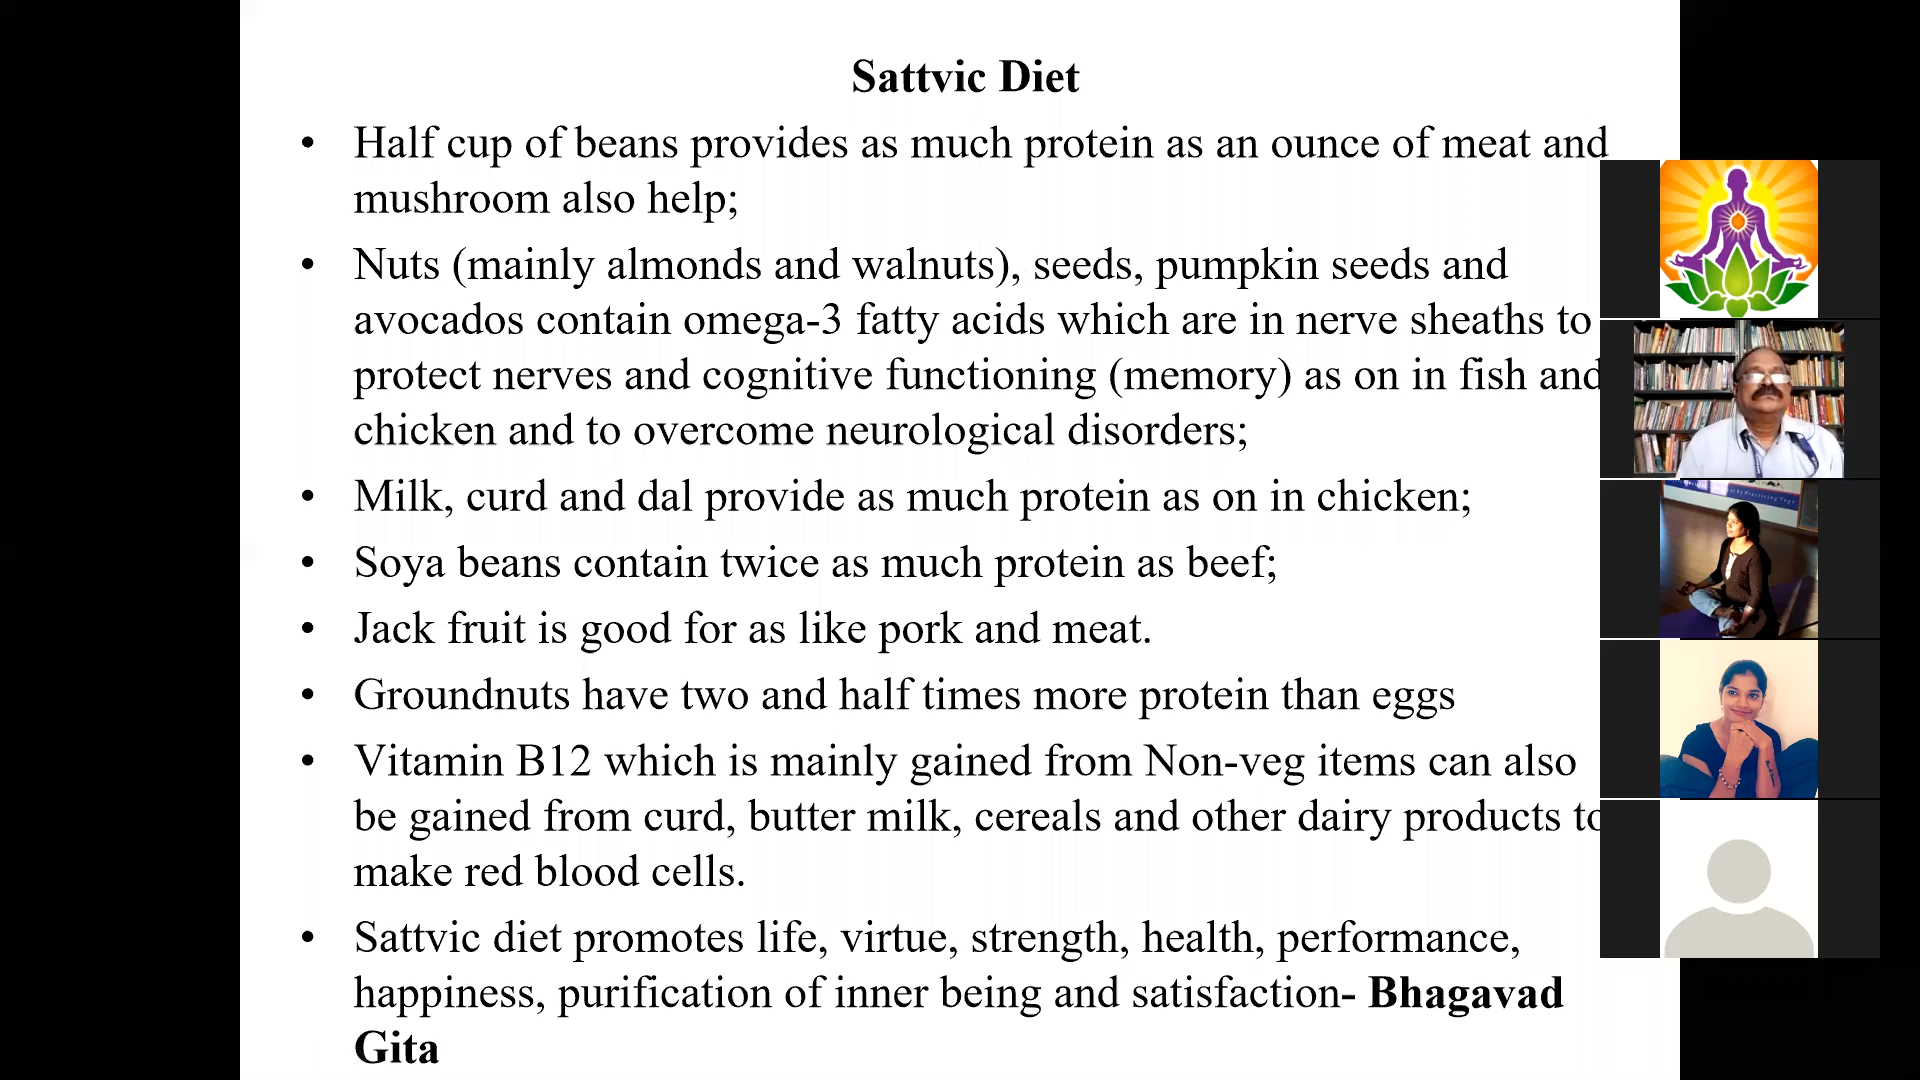 Sattvic Diet
• Half cup of beans provides as much protein as an ounce of meat and
mushroom also help;
• Nuts (mainly almonds and walnuts), seeds, pumpkin seeds and
avocados contain omega-3 fatty acids which are in nerve sheaths to
protect nerves and cognitive functioning (memory) as on in fish and
chicken and to overcome neurological disorders;
• Milk, curd and dal provide as much protein as on in chicken;
• Soya beans contain twice as much protein as beef;
• Jack fruit is good for as like pork and meat.
• Groundnuts have two and half times more protein than eggs
• Vitamin B12 which is mainly gained from Non-veg items can also
be gained from curd, butter milk, cereals and other dairy products to
make red blood cells.
• Sattvic diet promotes life, virtue, strength, health, performance,
happiness, purification of inner being and satisfaction- Bhagavad
Gita